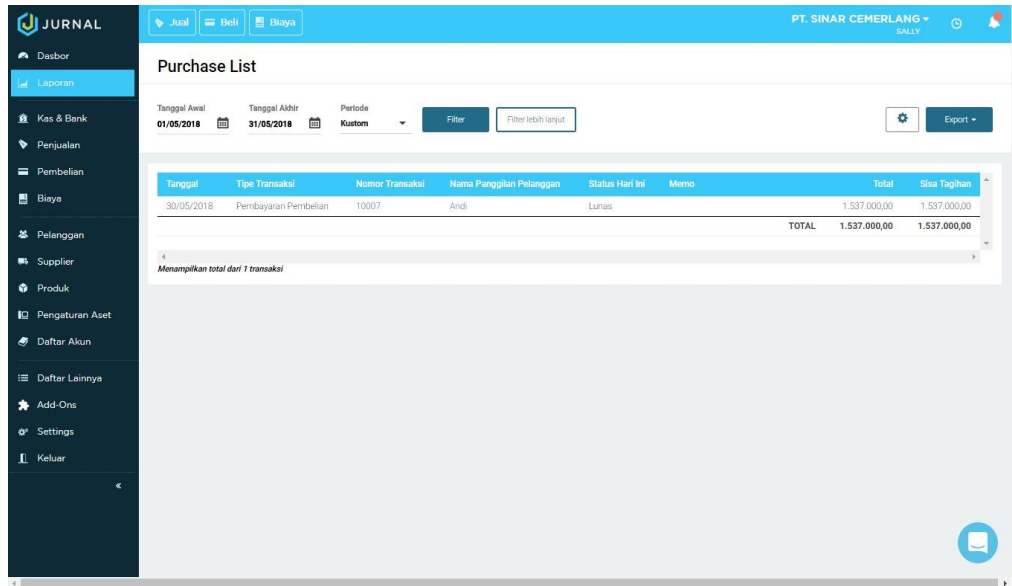 JURNAL
Jual
Beli
Biaya
PT. SINAR CEMERLANG
SALLY
Dasbor
Laporan
Kas & Bank
Penjualan
Pembelian
Biaya
Pelanggan
Supplier
Produk
Pengaturan Aset
Daftar Akun
Daftar Lainnya
Add-Ons
Settings
Keluar
Purchase List
Tanggal Awal Tanggal Akhir Periode
01/05/2018 31/05/2018 Kustom Filter Filter lebih lanjut Export
Tanggal Tipe Transaksi Nomor Transaksi Nama Panggilan Pelanggan Status Hari Ini Memo Total Sisa Tagihan
30/05/2018 Pembayaran Pembelian 10007 Andi Lunas 1.537.000,00 1.537.000,00
TOTAL 1.537.000,00 1.537.000,00
Menampilkan total dari 1 transaksi